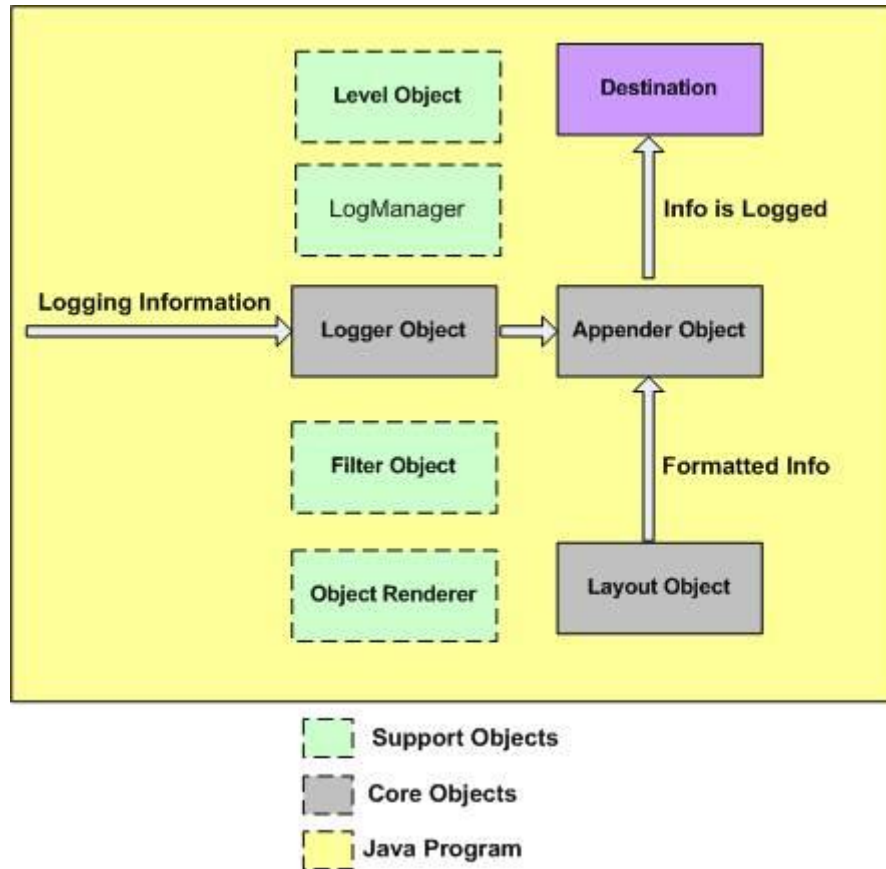 Level Object
Destination
LogManager
Info is Logged
Logging Information
Logger Object
Appender Object
Filter Object
Formatted Info
Object Renderer
Layout Object
Support Objects
Core Objects
Java Program